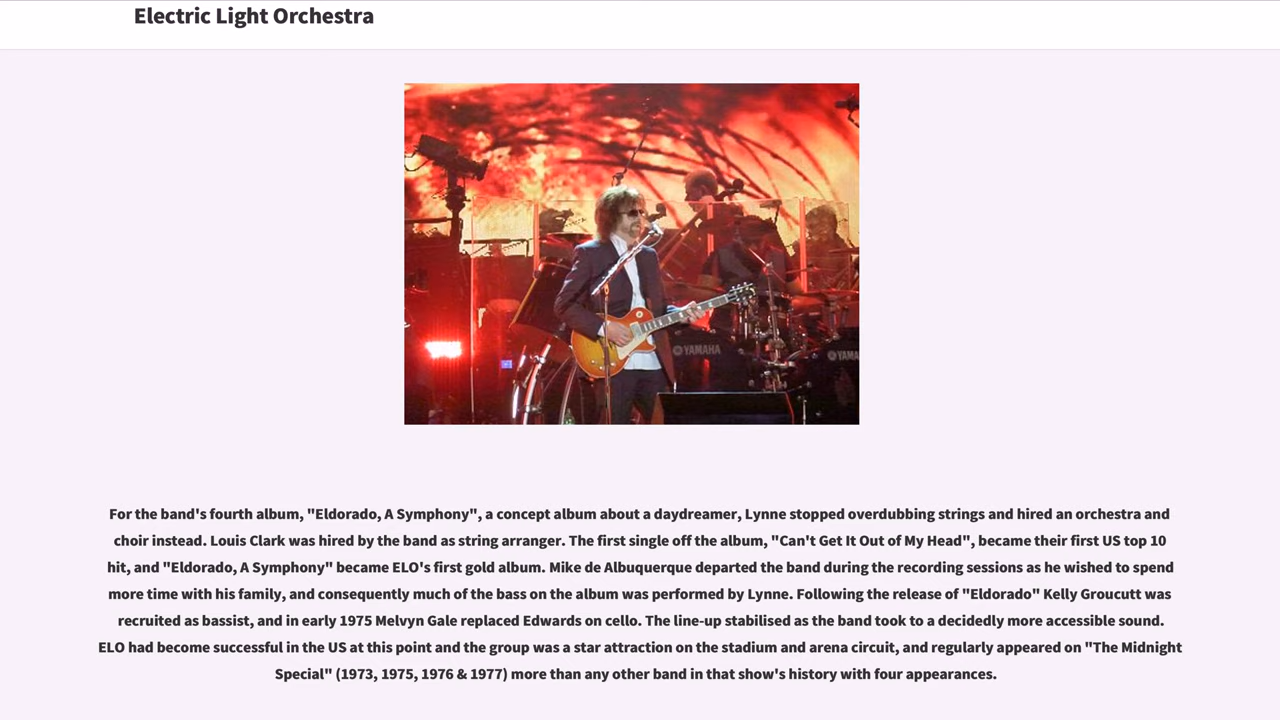 Electric Light Orchestra
YAMAHA
YAMA
For the band's fourth album, "Eldorado, A Symphony", a concept album about a daydreamer, Lynne stopped overdubbing strings and hired an orchestra and
choir instead. Louis Clark was hired by the band as string arranger. The first single off the album, "Can't Get It Out of My Head", became their first US top 10
hit, and "Eldorado, A Symphony" became ELO's first gold album. Mike de Albuquerque departed the band during the recording sessions as he wished to spend
more time with his family, and consequently much of the bass on the album was performed by Lynne. Following the release of "Eldorado" Kelly Groucutt was
recruited as bassist, and in early 1975 Melvyn Gale replaced Edwards on cello. The line-up stabilised as the band took to a decidedly more accessible sound.
ELO had become successful in the US at this point and the group was a star attraction on the stadium and arena circuit, and regularly appeared on "The Midnight
Special" (1973, 1975, 1976 & 1977) more than any other band in that show's history with four appearances.